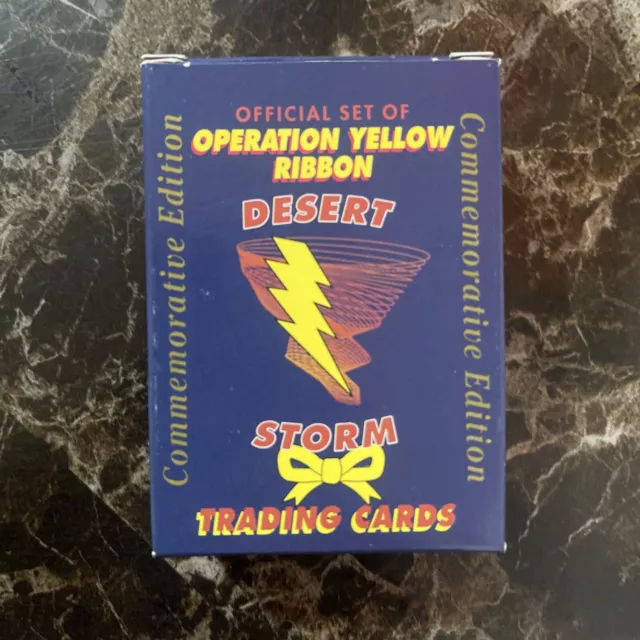 OFFICIAL SET OF
OPERATION YELLOW
RIBBON
DESERT
STORM
TRADING CARDS
Commemorative Edition
Commemorative Edition